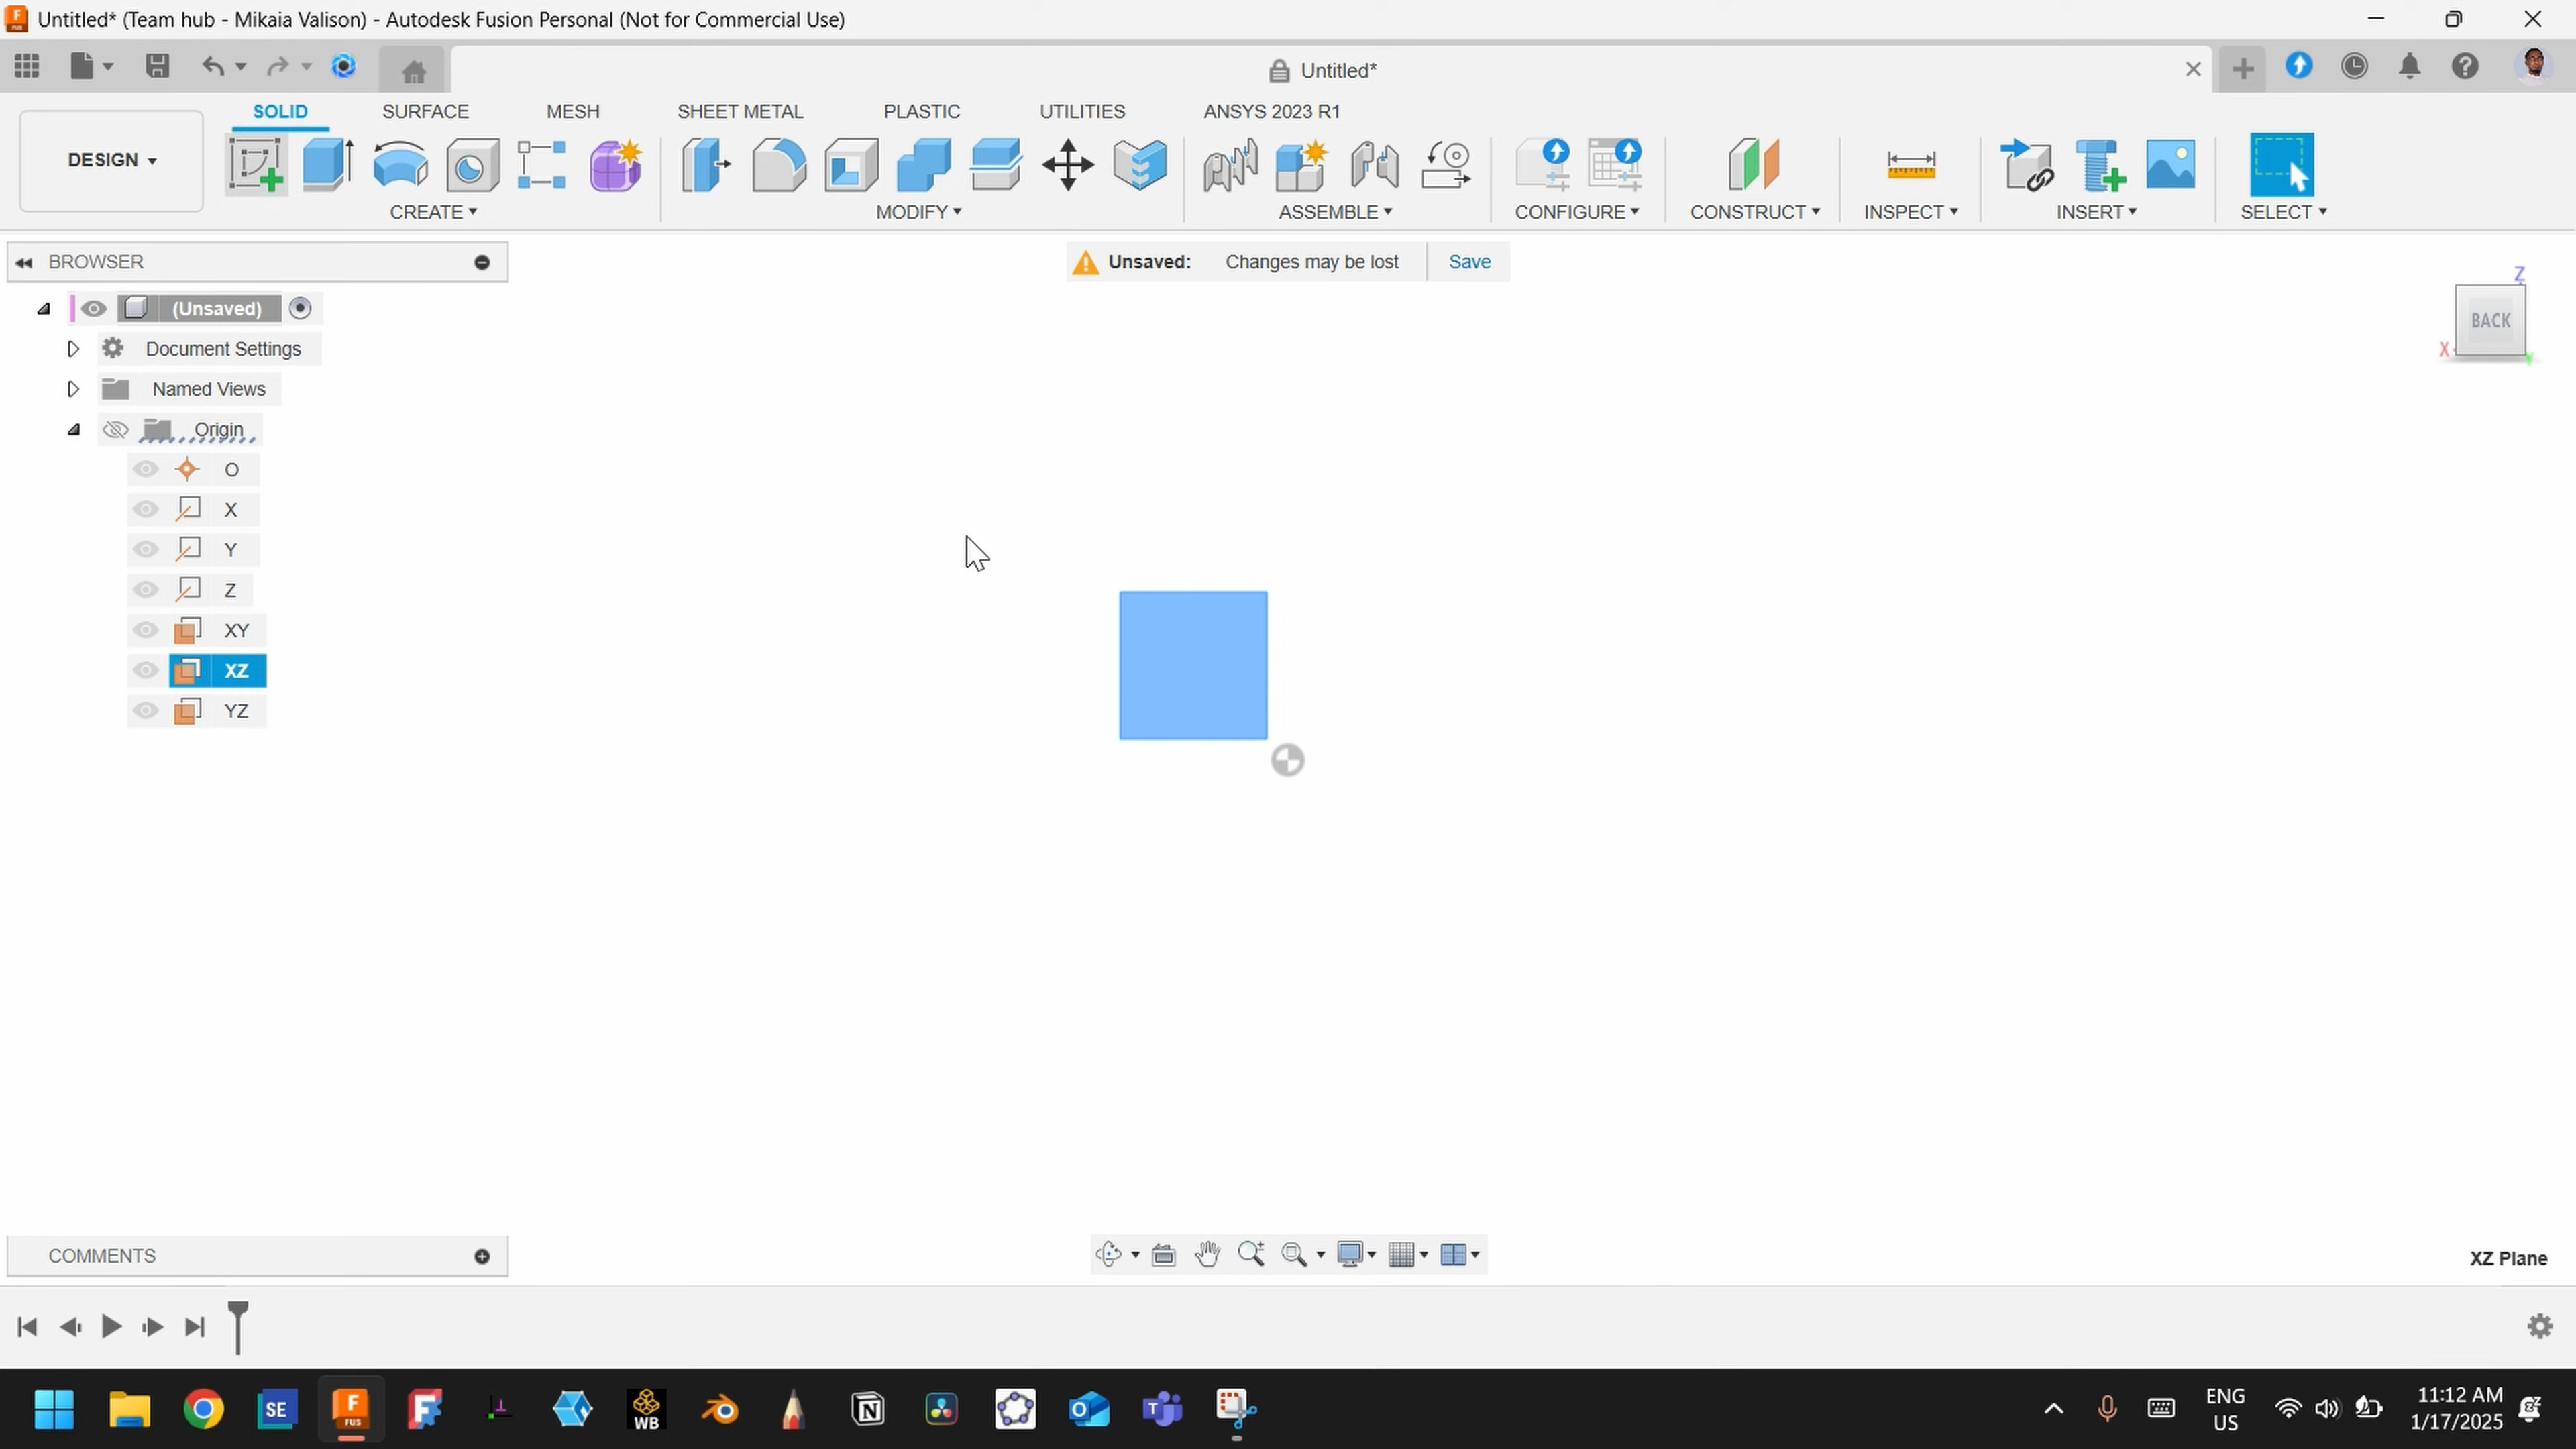 Untitled* (Team hub - Mikaia Valison) - Autodesk Fusion Personal (Not for Commercial Use)
Untitled*
SOLID SURFACE MESH SHEET METAL PLASTIC UTILITIES ANSYS 2023 R1
DESIGN
CREATE MODIFY ASSEMBLE CONFIGURE CONSTRUCT INSPECT INSERT SELECT
BROWSER
Unsaved: Changes may be lost Save
(Unsaved)
Document Settings
Named Views
Origin
O
X
Y
Z
XY
XZ
YZ
Z
BACK
X
Y
COMMENTS
XZ Plane
SE
F
FUS
WB
T
ENG
US
11:12 AM
1/17/2025